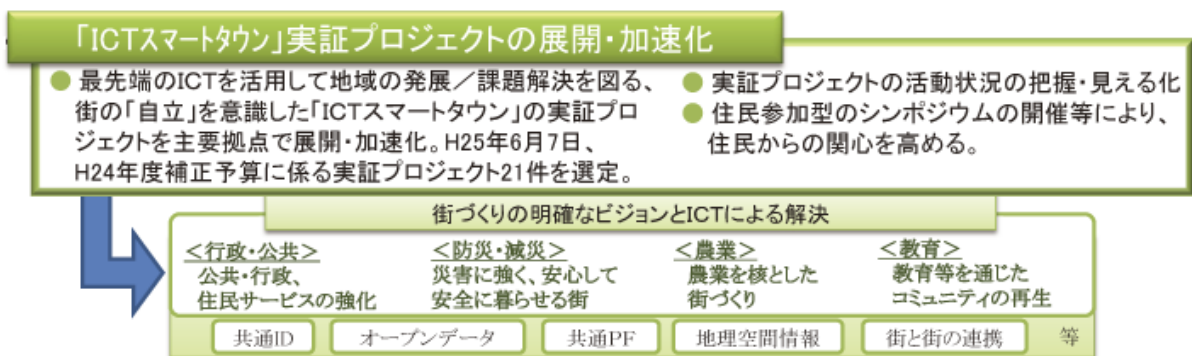 「ICTスマートタウン」実証プロジェクトの展開・加速化
● 最先端のICTを活用して地域の発展／課題解決を図る、
街の「自立」を意識した「ICTスマートタウン」の実証プロ
ジェクトを主要拠点で展開・加速化。H25年6月7日、
H24年度補正予算に係る実証プロジェクト21件を選定。
● 実証プロジェクトの活動状況の把握・見える化
● 住民参加型のシンポジウムの開催等により、
住民からの関心を高める。
街づくりの明確なビジョンとICTによる解決
＜行政・公共＞
公共・行政、
住民サービスの強化
＜防災・減災＞
災害に強く、安心して
安全に暮らせる街
＜農業＞
農業を核とした
街づくり
＜教育＞
教育等を通じた
コミュニティの再生
共通ID オープンデータ 共通PF 地理空間情報 街と街の連携 等